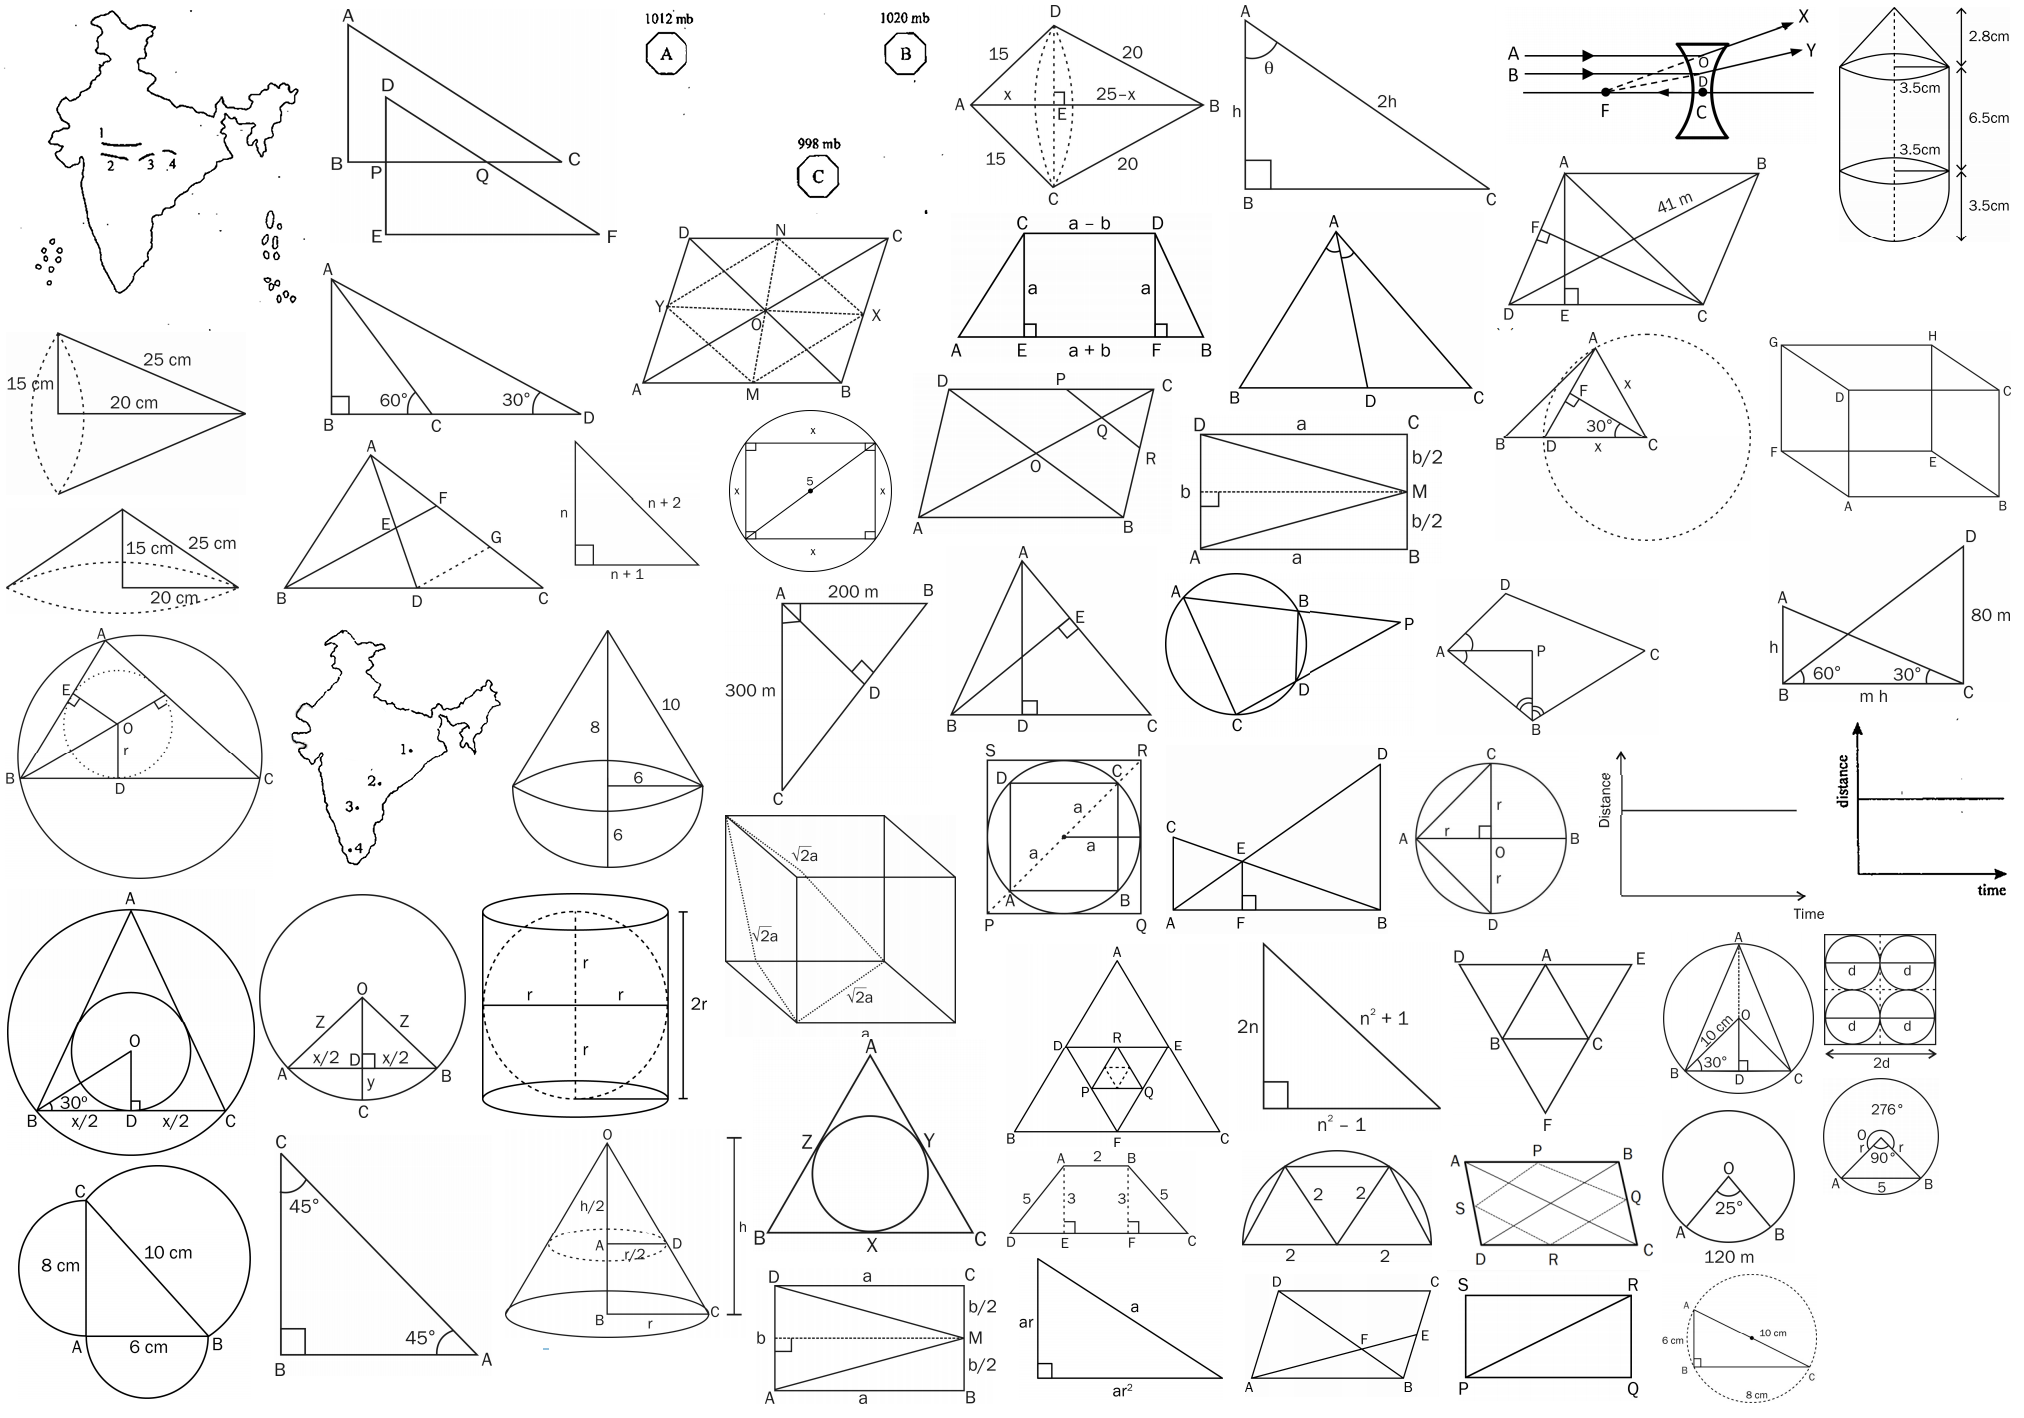 1
2 3 4
A
D
B P Q C
E F
1012 mb
A
1020 mb
B
998 mb
C
D
15 20
A x 25-x B
E
15 20
C
A
θ
h 2h
B C
X
A Y
B O
D
F C
2.8cm
3.5cm
6.5cm
3.5cm
3.5cm
A B
41 m
F
D E C
A
60° 30°
B C D
D N C
Y X
O
A M B
C a – b D
a a
A E F B
a + b
A
B D C
25 cm
15 cm
20 cm
D P C
Q
R
O
A B
D a C
b/2
b M
b/2
A a B
A
F x
30°
B D x C
G H
D C
F E
A B
A
F
E G
B D C
n n + 2
n + 1
x
x 5 x
x
15 cm 25 cm
20 cm
A 200 m B
300 m D
C
A
E
B D C
A B
P
D
C
D
A P C
B
D
A
80 m
h
60° 30°
B m h C
A
E
O
r
B D C
1.
2.
3.
.4
10
8
6
6
S R
D C
a
a a
A B
P Q
D
C
E
A F B
C
r
A r B
O
r
D
Distance
Time
distance
time
A
O
30°
B x/2 D x/2 C
O
Z Z
x/2 D x/2
A B
y
C
r
r r
2r
r
√2a
√2a
√2a
a
A
D R E
P Q
B F C
2n n² + 1
n² – 1
D A E
B C
F
A
O
10 cm
30°
B D C
d d
d d
2d
276°
O
r r
90°
A 5 B
C
8 cm 10 cm
A 6 cm B
C
45°
45°
B A
O
h/2
h
A D
r/2
B r C
A
Z Y
B X C
A 2 B
5 3 3 5
D E F C
2 2
2 2
A P B
S Q
D R C
O
25°
A B
120 m
D a C
b/2
b M
b/2
A a B
ar a
ar²
D C
F E
A B
S R
P Q
A
6 cm 10 cm
B C
8 cm